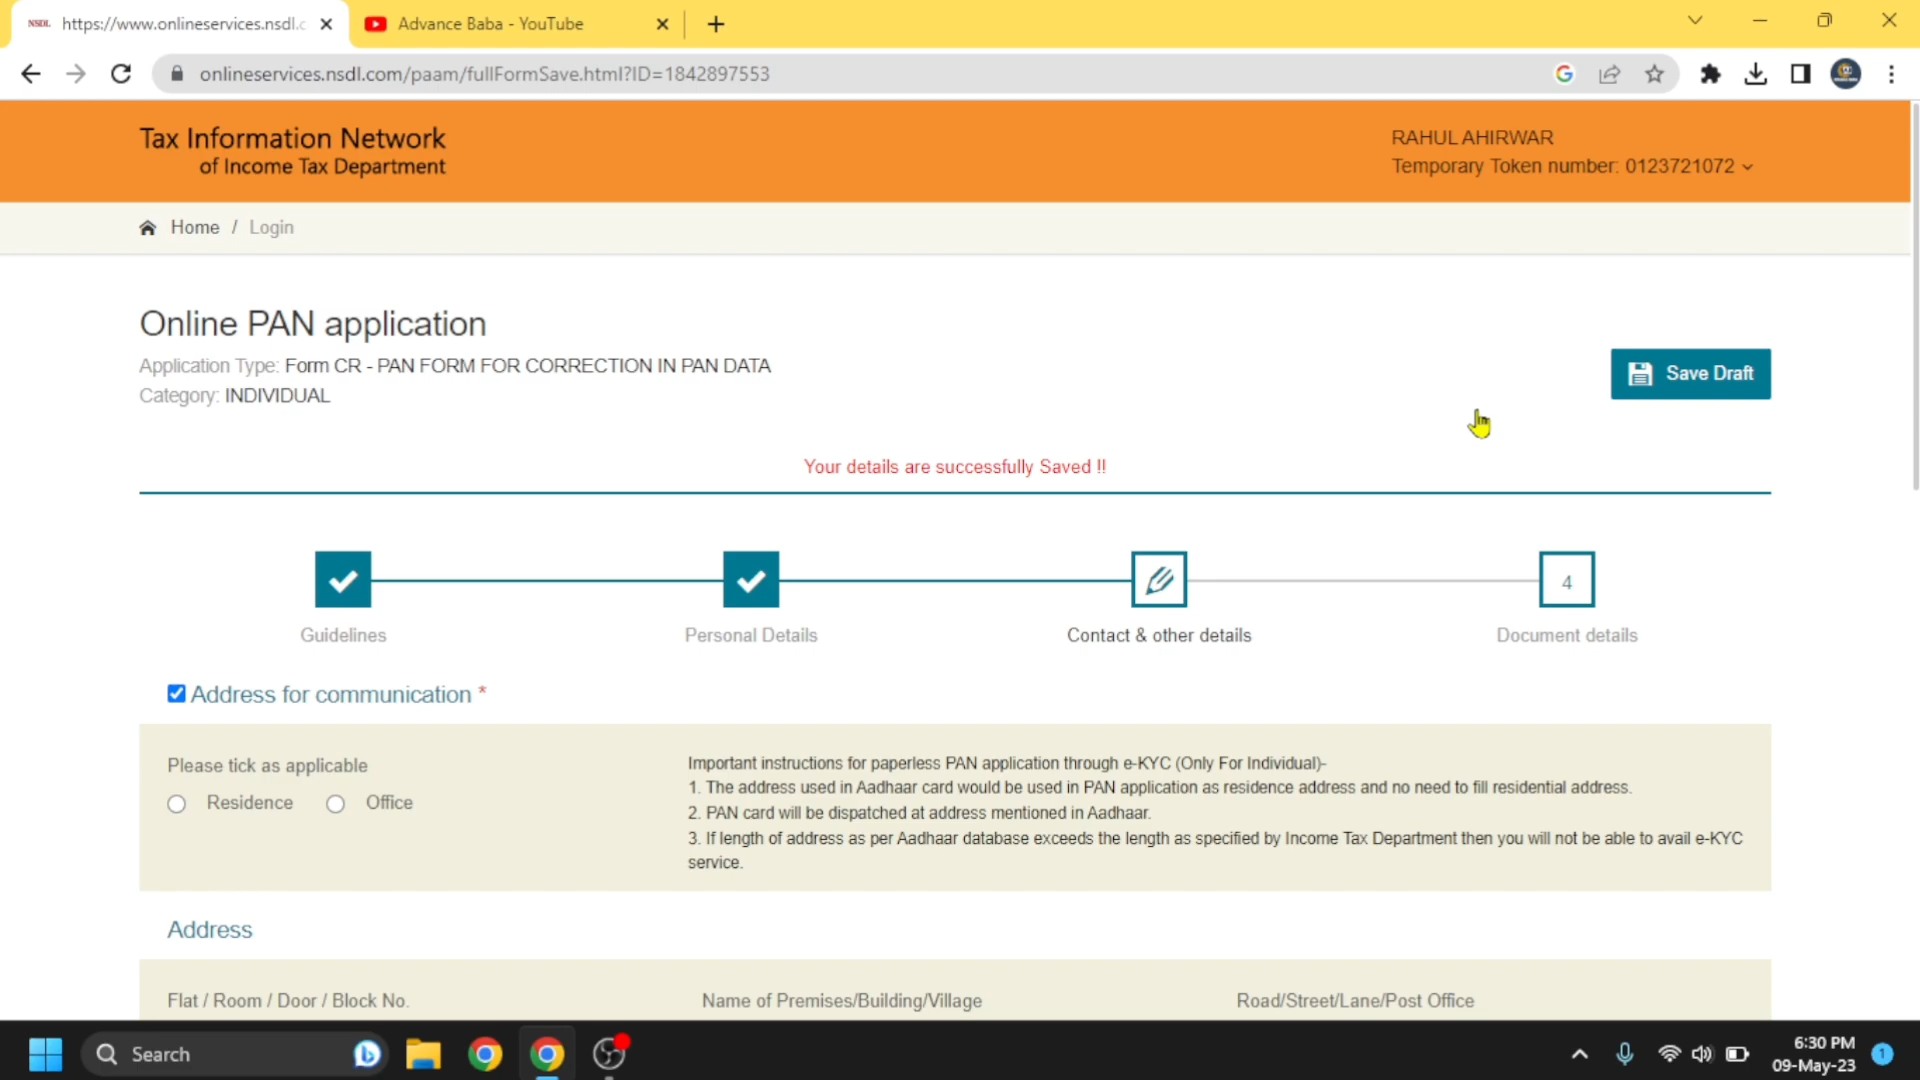 NSDL https://www.onlineservices.nsdl.c
Advance Baba - YouTube
onlineservices.nsdl.com/paam/fullFormSave.html?ID=1842897553
Tax Information Network
of Income Tax Department
RAHUL AHIRWAR
Temporary Token number: 0123721072
Home / Login
Online PAN application
Application Type: Form CR - PAN FORM FOR CORRECTION IN PAN DATA
Category: INDIVIDUAL
Save Draft
Your details are successfully Saved !!
4
Guidelines
Personal Details
Contact & other details
Document details
Address for communication *
Please tick as applicable
Residence
Office
Important instructions for paperless PAN application through e-KYC (Only For Individual)-
1. The address used in Aadhaar card would be used in PAN application as residence address and no need to fill residential address.
2. PAN card will be dispatched at address mentioned in Aadhaar.
3. If length of address as per Aadhaar database exceeds the length as specified by Income Tax Department then you will not be able to avail e-KYC
service.
Address
Flat / Room / Door / Block No.
Name of Premises/Building/Village
Road/Street/Lane/Post Office
Search
6:30 PM
09-May-23
1